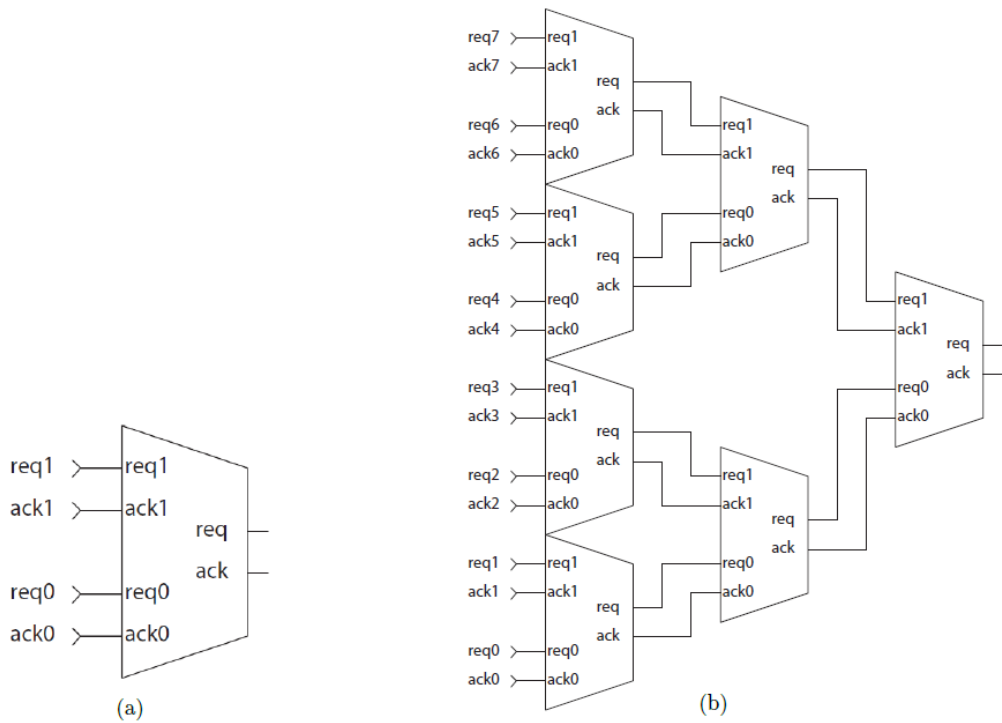 req7 req1
ack7 ack1
req
ack
req6 req0
ack6 ack0
req1
ack1
req
ack
req5 req1
ack5 ack1
req0
ack0
req
ack
req4 req0
ack4 ack0
req1
ack1
req
ack
req3 req1
ack3 ack1
req0
ack0
req
ack
req2 req0
ack2 ack0
req1
ack1
req
ack
req1 req1
ack1 ack1
req0
ack0
req
ack
req0 req0
ack0 ack0
req1 req1
ack1 ack1
req
ack
req0 req0
ack0 ack0
(a)
(b)